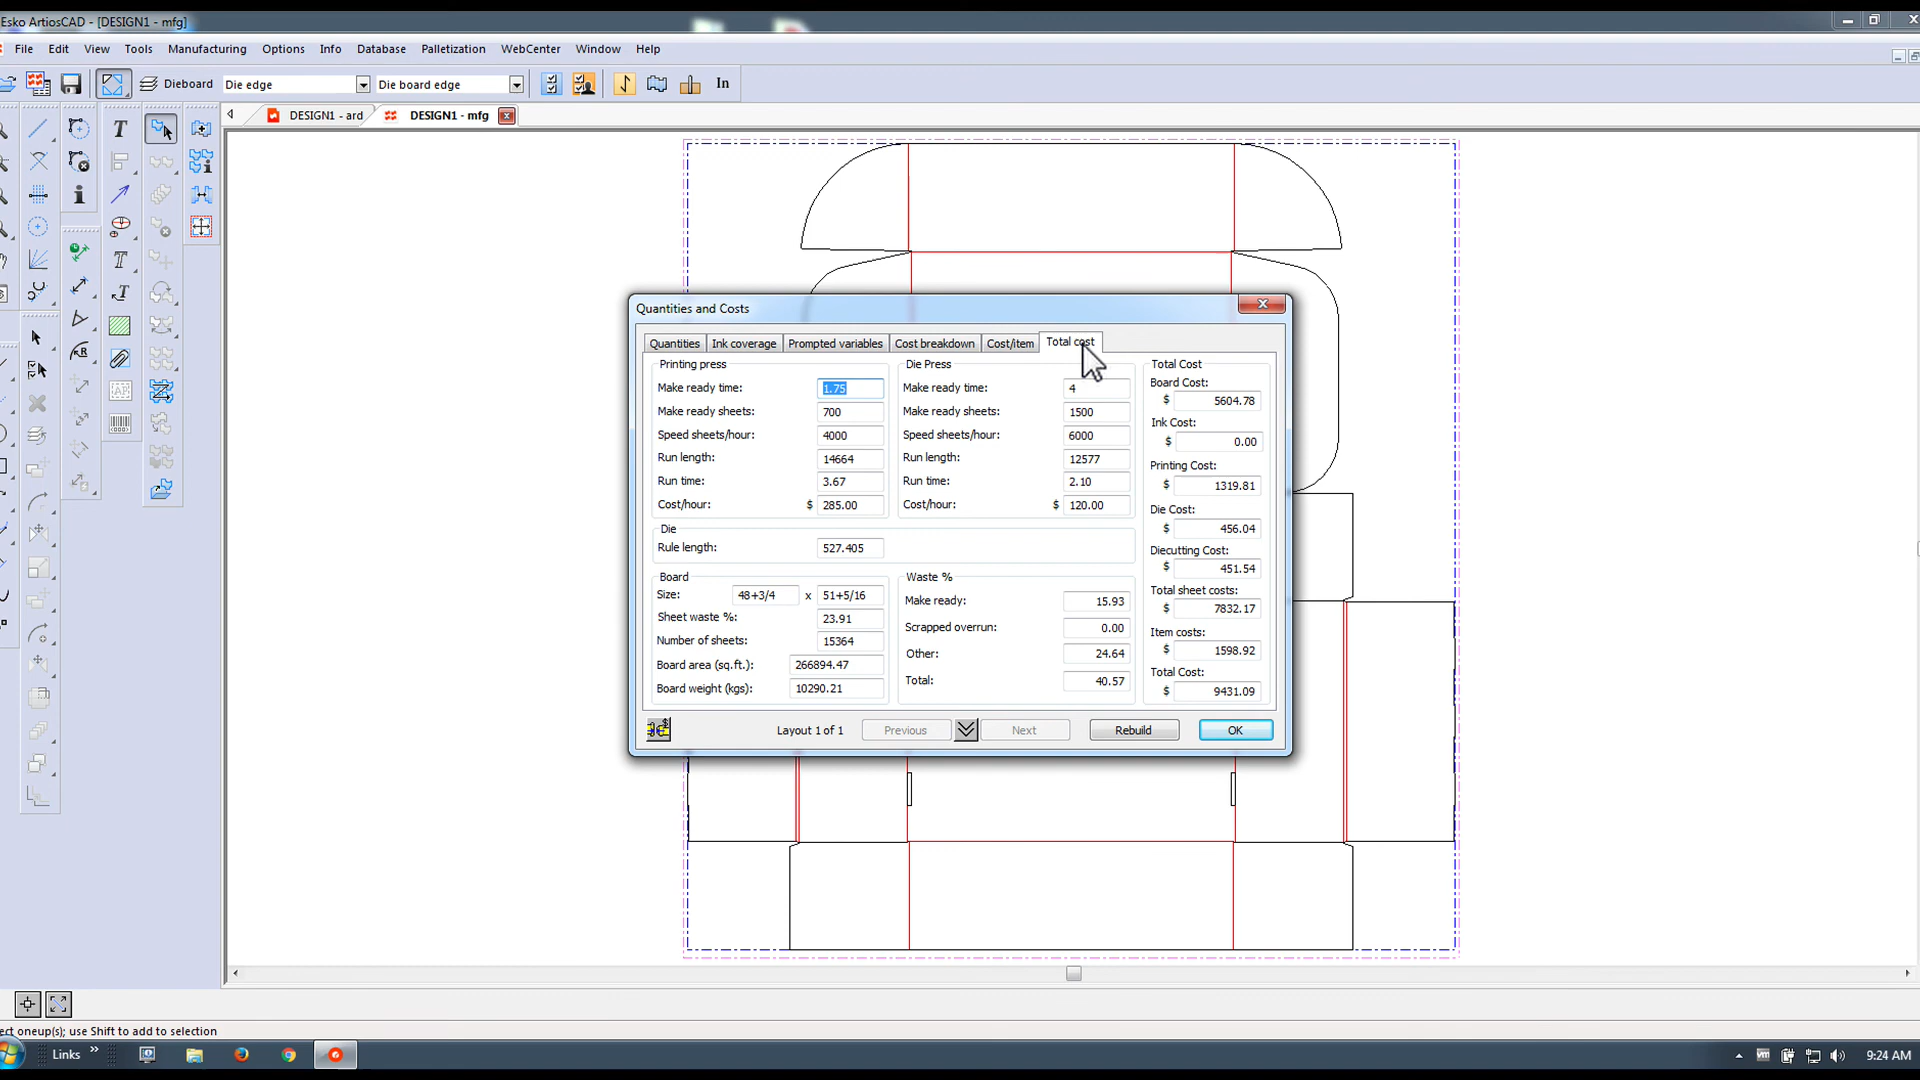 Esko ArtiosCAD - [DESIGN1 - mfg]
File Edit View Tools Manufacturing Options Info Database Palletization WebCenter Window Help
Dieboard Die edge Die board edge In
DESIGN1 - ard DESIGN1 - mfg
Quantities and Costs
Quantities Ink coverage Prompted variables Cost breakdown Cost/item Total cost
Printing press
Make ready time: 1.75
Make ready sheets: 700
Speed sheets/hour: 4000
Run length: 14664
Run time: 3.67
Cost/hour: $ 285.00
Die Press
Make ready time: 4
Make ready sheets: 1500
Speed sheets/hour: 6000
Run length: 12577
Run time: 2.10
Cost/hour: $ 120.00
Die
Rule length: 527.405
Board
Size: 48+3/4 x 51+5/16
Sheet waste %: 23.91
Number of sheets: 15364
Board area (sq.ft.): 266894.47
Board weight (kgs): 10290.21
Waste %
Make ready: 15.93
Scrapped overrun: 0.00
Other: 24.64
Total: 40.57
Total Cost
Board Cost:
$ 5604.78
Ink Cost:
$ 0.00
Printing Cost:
$ 1319.81
Die Cost:
$ 456.04
Diecutting Cost:
$ 451.54
Total sheet costs:
$ 7832.17
Item costs:
$ 1598.92
Total Cost:
$ 9431.09
Layout 1 of 1 Previous Next Rebuild OK
ect oneup(s); use Shift to add to selection
Links » 9:24 AM